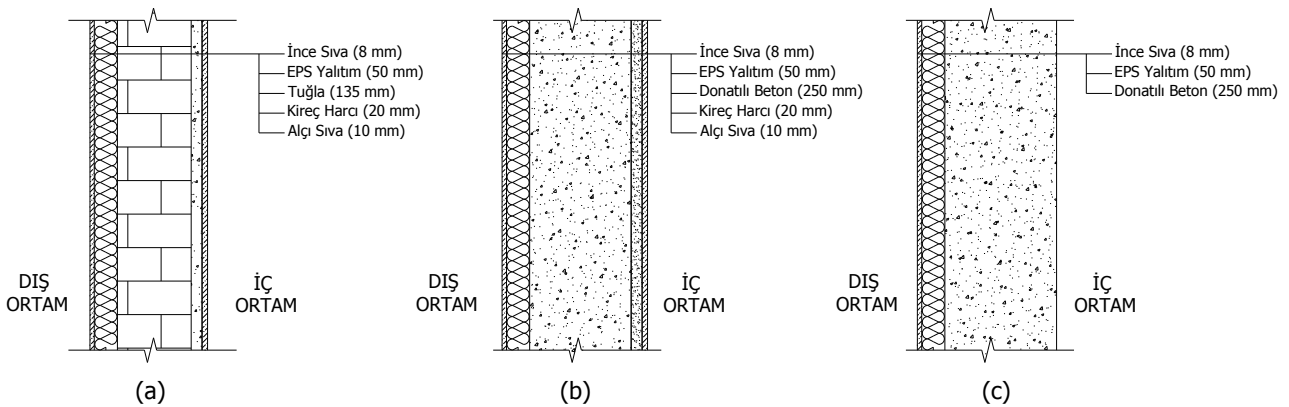 İnce Sıva (8 mm)
EPS Yalıtım (50 mm)
Tuğla (135 mm)
Kireç Harcı (20 mm)
Alçı Sıva (10 mm)
DIŞ
ORTAM
İÇ
ORTAM
(a)
İnce Sıva (8 mm)
EPS Yalıtım (50 mm)
Donatılı Beton (250 mm)
Kireç Harcı (20 mm)
Alçı Sıva (10 mm)
DIŞ
ORTAM
İÇ
ORTAM
(b)
İnce Sıva (8 mm)
EPS Yalıtım (50 mm)
Donatılı Beton (250 mm)
DIŞ
ORTAM
İÇ
ORTAM
(c)